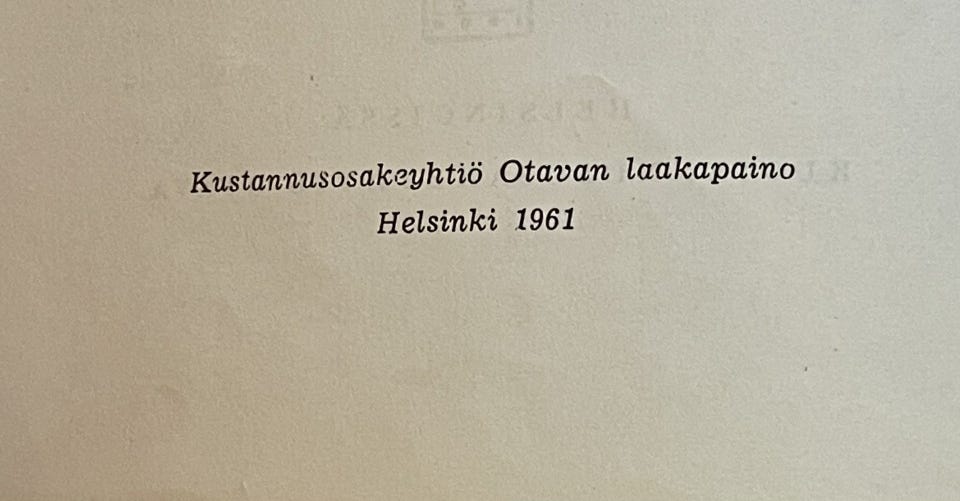 Kustannusosakeyhtiö Otavan laakapaino
Helsinki 1961